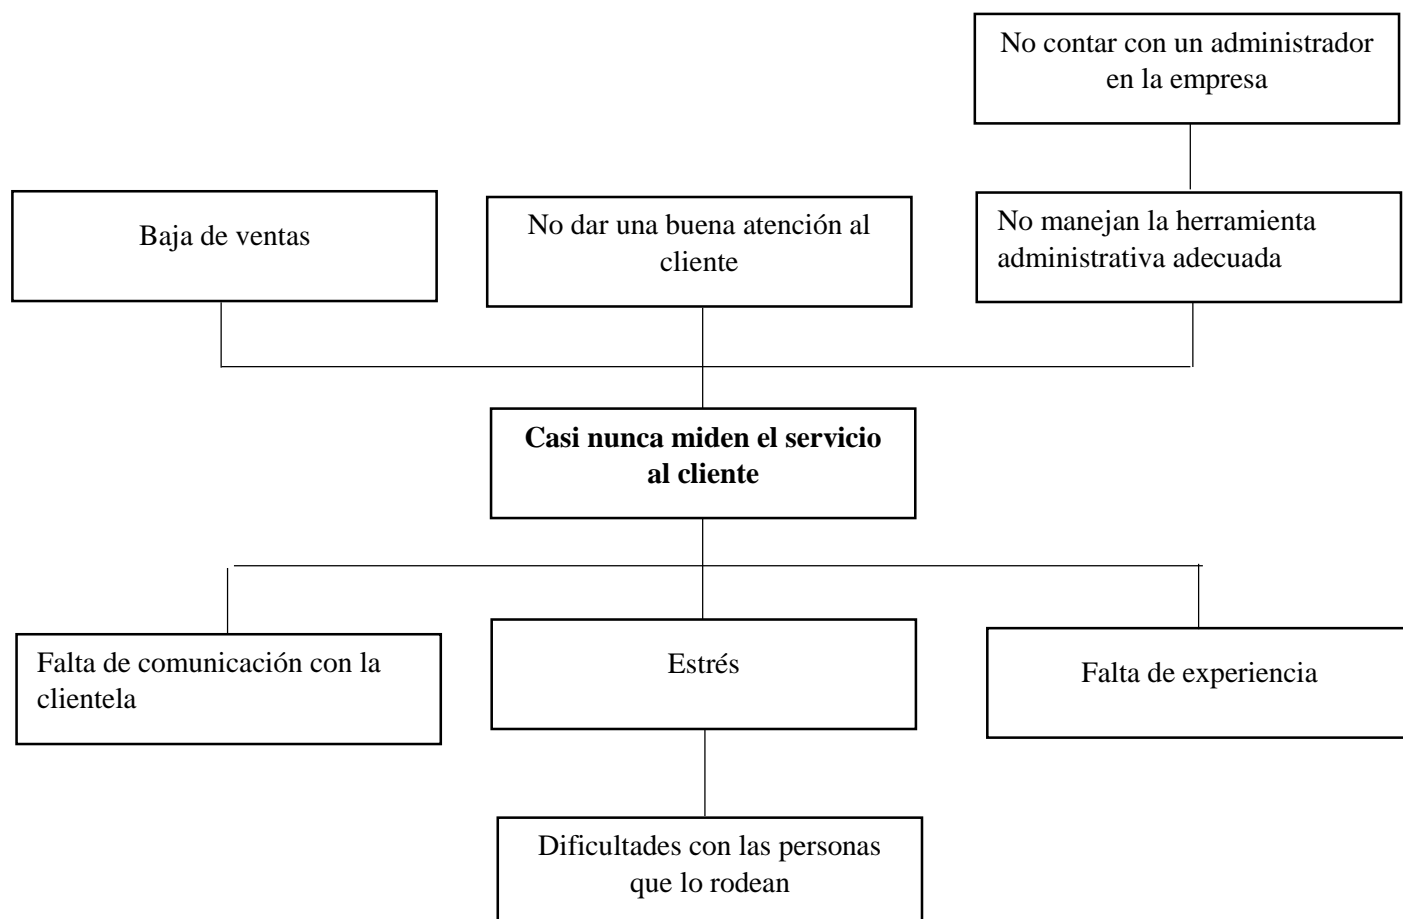 No contar con un administrador
en la empresa
Baja de ventas
No dar una buena atención al
cliente
No manejan la herramienta
administrativa adecuada
Casi nunca miden el servicio
al cliente
Falta de comunicación con la
clientela
Estrés
Falta de experiencia
Dificultades con las personas
que lo rodean